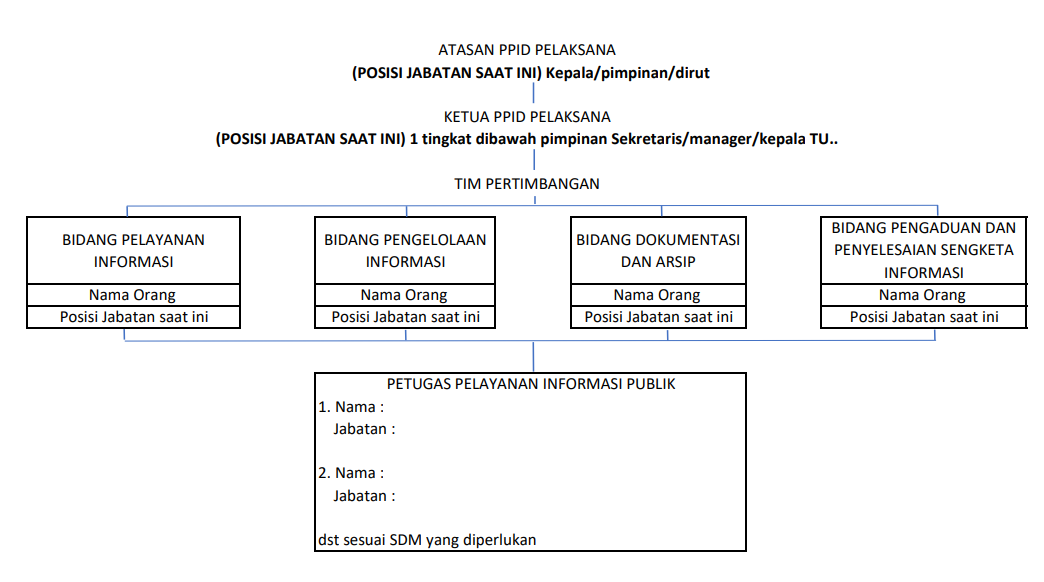 ATASAN PPID PELAKSANA
(POSISI JABATAN SAAT INI) Kepala/pimpinan/dirut
KETUA PPID PELAKSANA
(POSISI JABATAN SAAT INI) 1 tingkat dibawah pimpinan Sekretaris/manager/kepala TU..
TIM PERTIMBANGAN
BIDANG PELAYANAN
INFORMASI
Nama Orang
Posisi Jabatan saat ini
BIDANG PENGELOLAAN
INFORMASI
Nama Orang
Posisi Jabatan saat ini
BIDANG DOKUMENTASI
DAN ARSIP
Nama Orang
Posisi Jabatan saat ini
BIDANG PENGADUAN DAN
PENYELESAIAN SENGKETA
INFORMASI
Nama Orang
Posisi Jabatan saat ini
PETUGAS PELAYANAN INFORMASI PUBLIK
1. Nama :
Jabatan :
2. Nama :
Jabatan :
dst sesuai SDM yang diperlukan